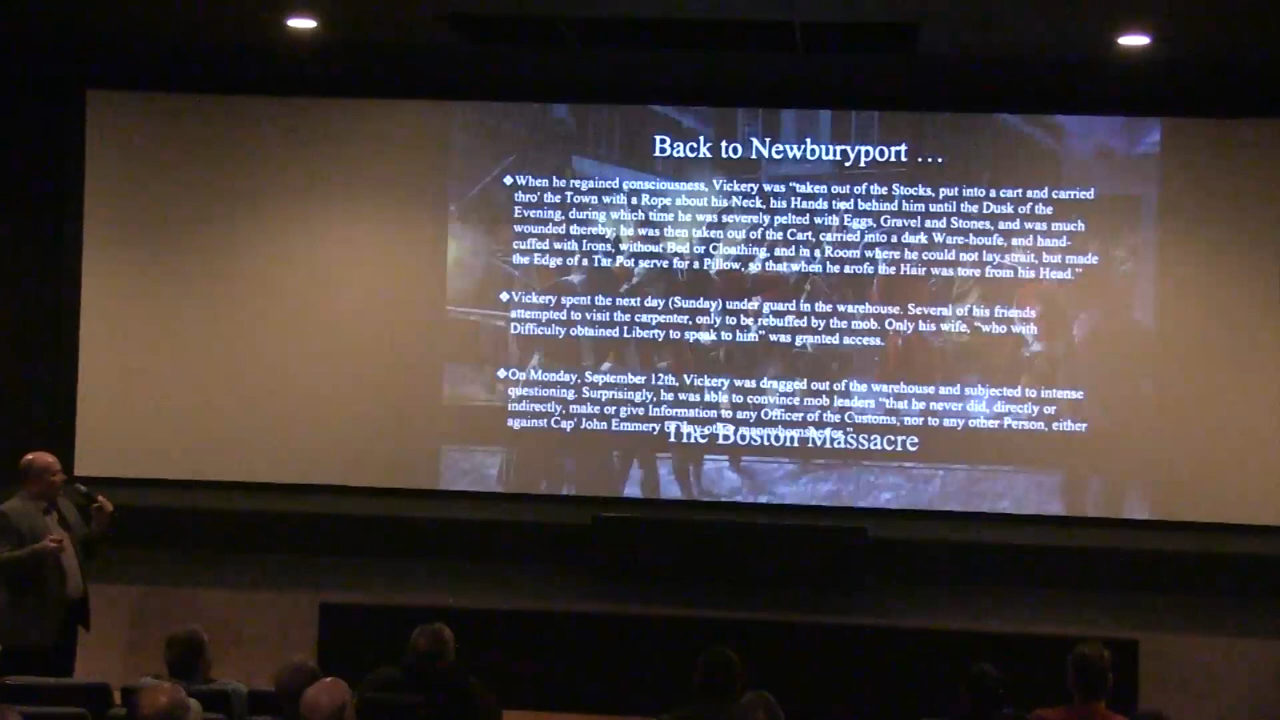 Back to Newburyport …
❖When he regained consciousness, Vickery was “taken out of the Stocks, put into a cart and carried
thro' the Town with a Rope about his Neck, his Hands tied behind him until the Dusk of the
Evening, during which time he was severely pelted with Eggs, Gravel and Stones, and was much
wounded thereby; he was then taken out of the Cart, carried into a dark Ware-houfe, and hand-
cuffed with Irons, without Bed or Cloathing, and in a Room where he could not lay strait, but made
the Edge of a Tar Pot serve for a Pillow, so that when he arofe the Hair was tore from his Head.”
❖Vickery spent the next day (Sunday) under guard in the warehouse. Several of his friends
attempted to visit the carpenter, only to be rebuffed by the mob. Only his wife, “who with
Difficulty obtained Liberty to speak to him” was granted access.
❖On Monday, September 12th, Vickery was dragged out of the warehouse and subjected to intense
questioning. Surprisingly, he was able to convince mob leaders “that he never did, directly or
indirectly, make or give Information to any Officer of the Customs, nor to any other Person, either
against Cap' John Emmery or any other man whomsoever”
The Boston Massacre